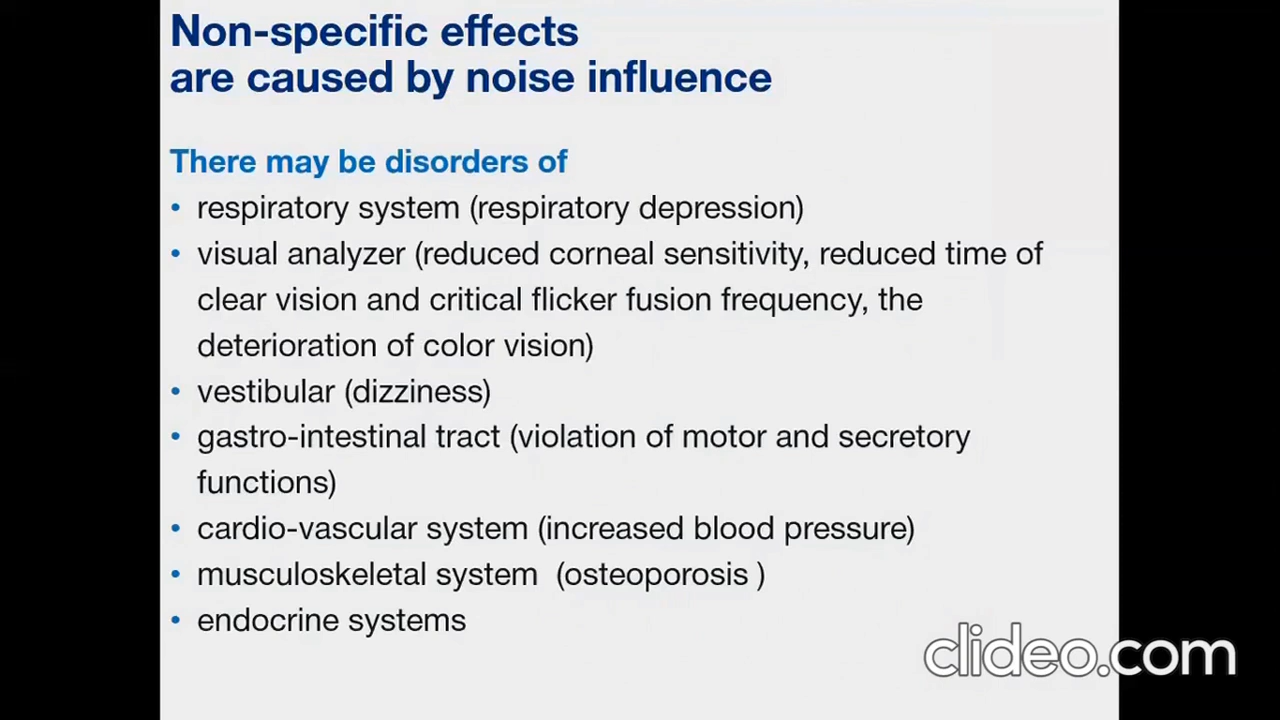 Non-specific effects
are caused by noise influence
There may be disorders of
• respiratory system (respiratory depression)
• visual analyzer (reduced corneal sensitivity, reduced time of
clear vision and critical flicker fusion frequency, the
deterioration of color vision)
• vestibular (dizziness)
• gastro-intestinal tract (violation of motor and secretory
functions)
• cardio-vascular system (increased blood pressure)
• musculoskeletal system  (osteoporosis )
• endocrine systems
clideo.com